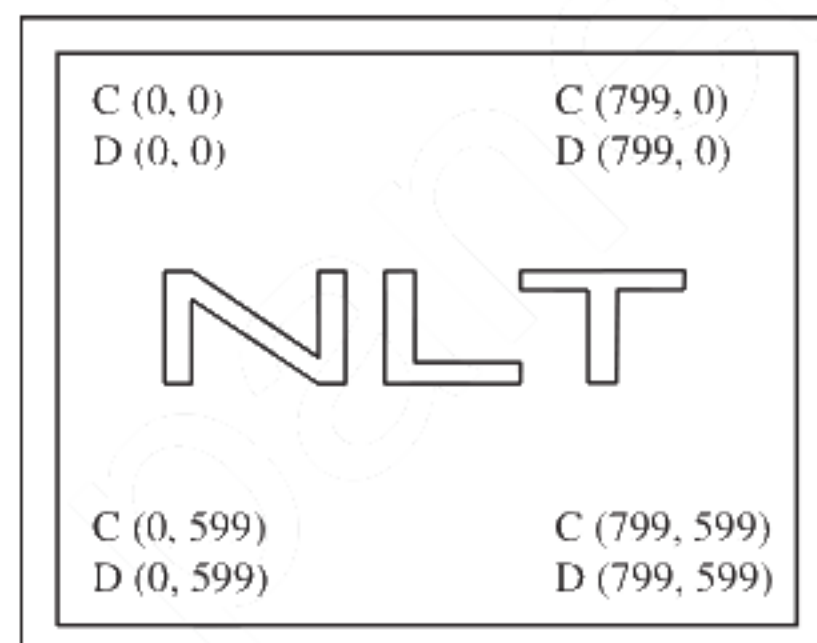 C (0, 0)
D (0, 0)
C (799, 0)
D (799, 0)
NLT
C (0, 599)
D (0, 599)
C (799, 599)
D (799, 599)